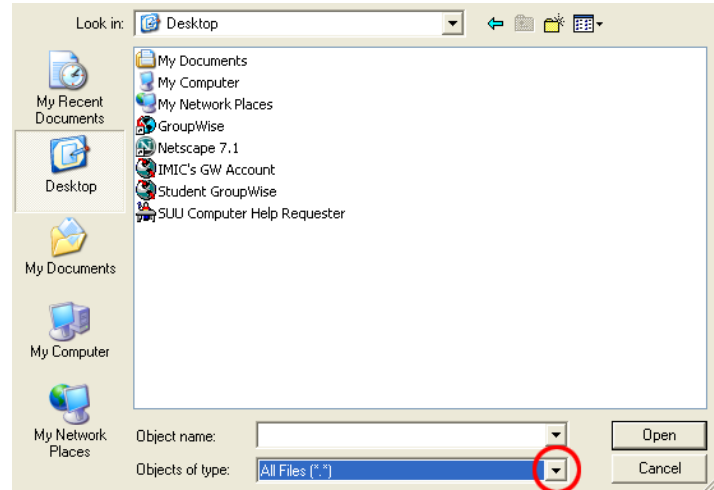 Look in: Desktop
My Documents
My Computer
My Network Places
GroupWise
Netscape 7.1
IMIC's GW Account
Student GroupWise
SUU Computer Help Requester
My Recent
Documents
Desktop
My Documents
My Computer
My Network
Places
Object name:
Open
Objects of type: All Files (*.*)
Cancel